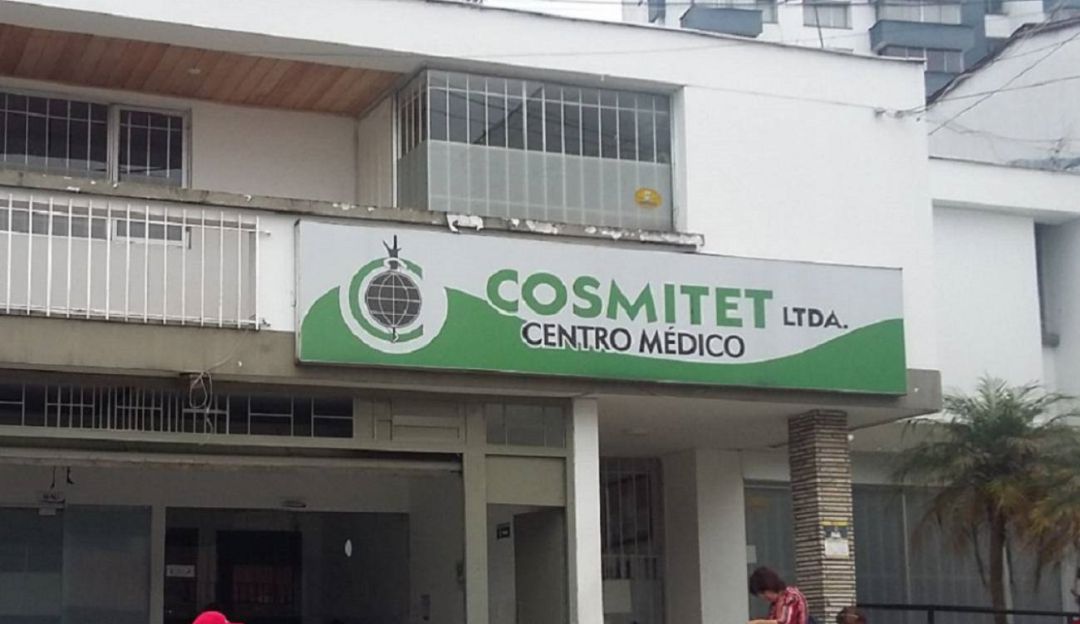 COSMITET LTDA.
CENTRO MÉDICO